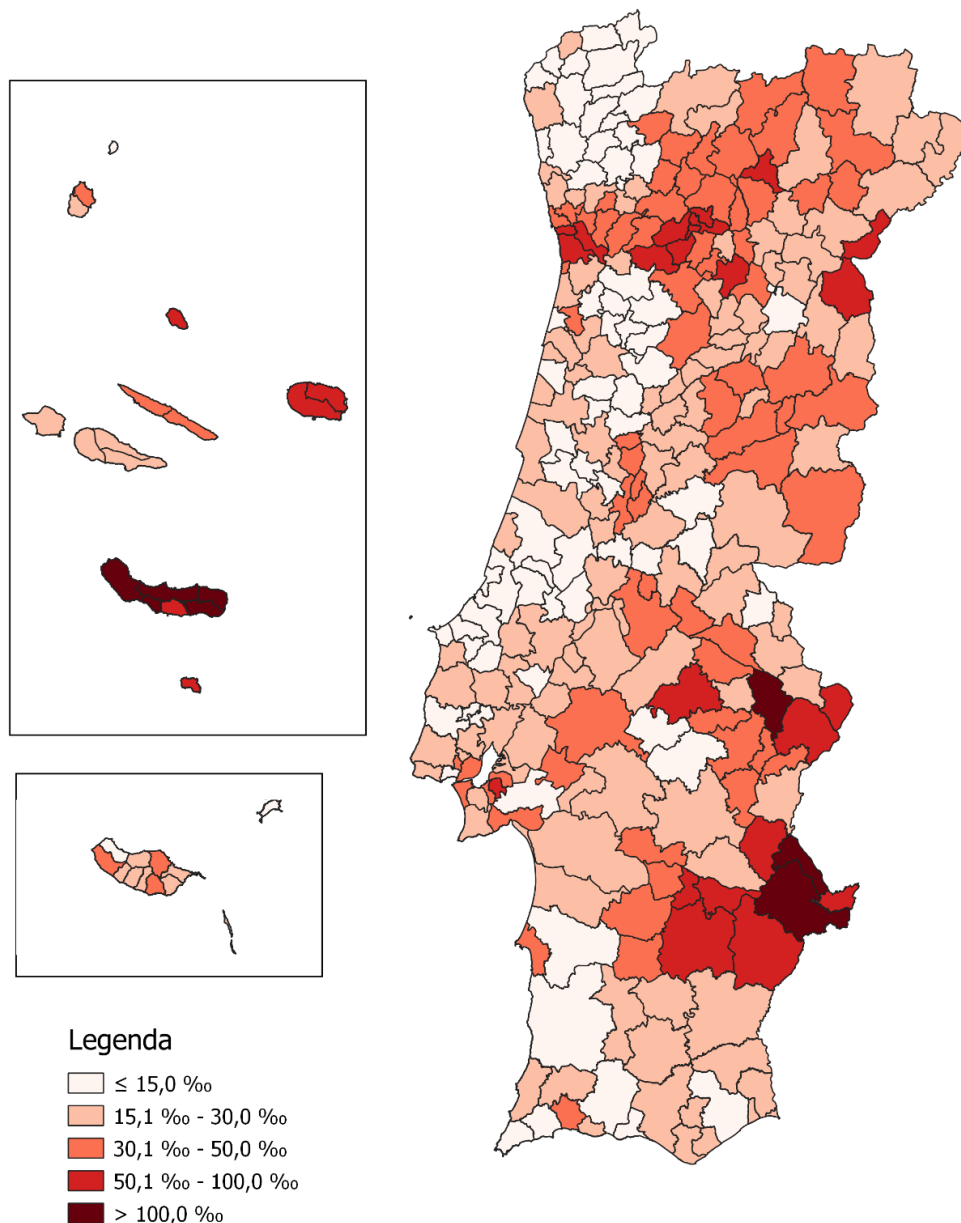 Legenda
≤ 15,0 ‰
15,1 ‰ - 30,0 ‰
30,1 ‰ - 50,0 ‰
50,1 ‰ - 100,0 ‰
> 100,0 ‰